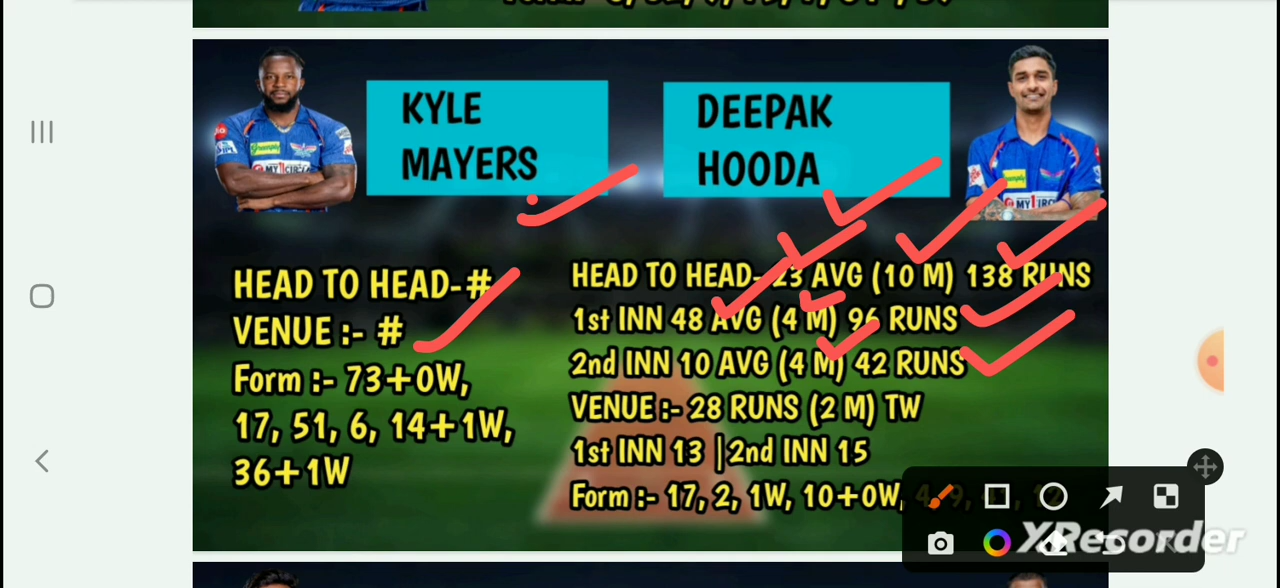 KYLE
MAYERS
DEEPAK
HOODA
HEAD TO HEAD-#
VENUE :- #
Form :- 73+0W,
17, 51, 6, 14+1W,
36+1W
HEAD TO HEAD- 23 AVG (10 M) 138 RUNS
1st INN 48 AVG (4 M) 96 RUNS
2nd INN 10 AVG (4 M) 42 RUNS
VENUE :- 28 RUNS (2 M) TW
1st INN 13 | 2nd INN 15
Form :- 17, 2, 1W, 10+0W,
XRecorder